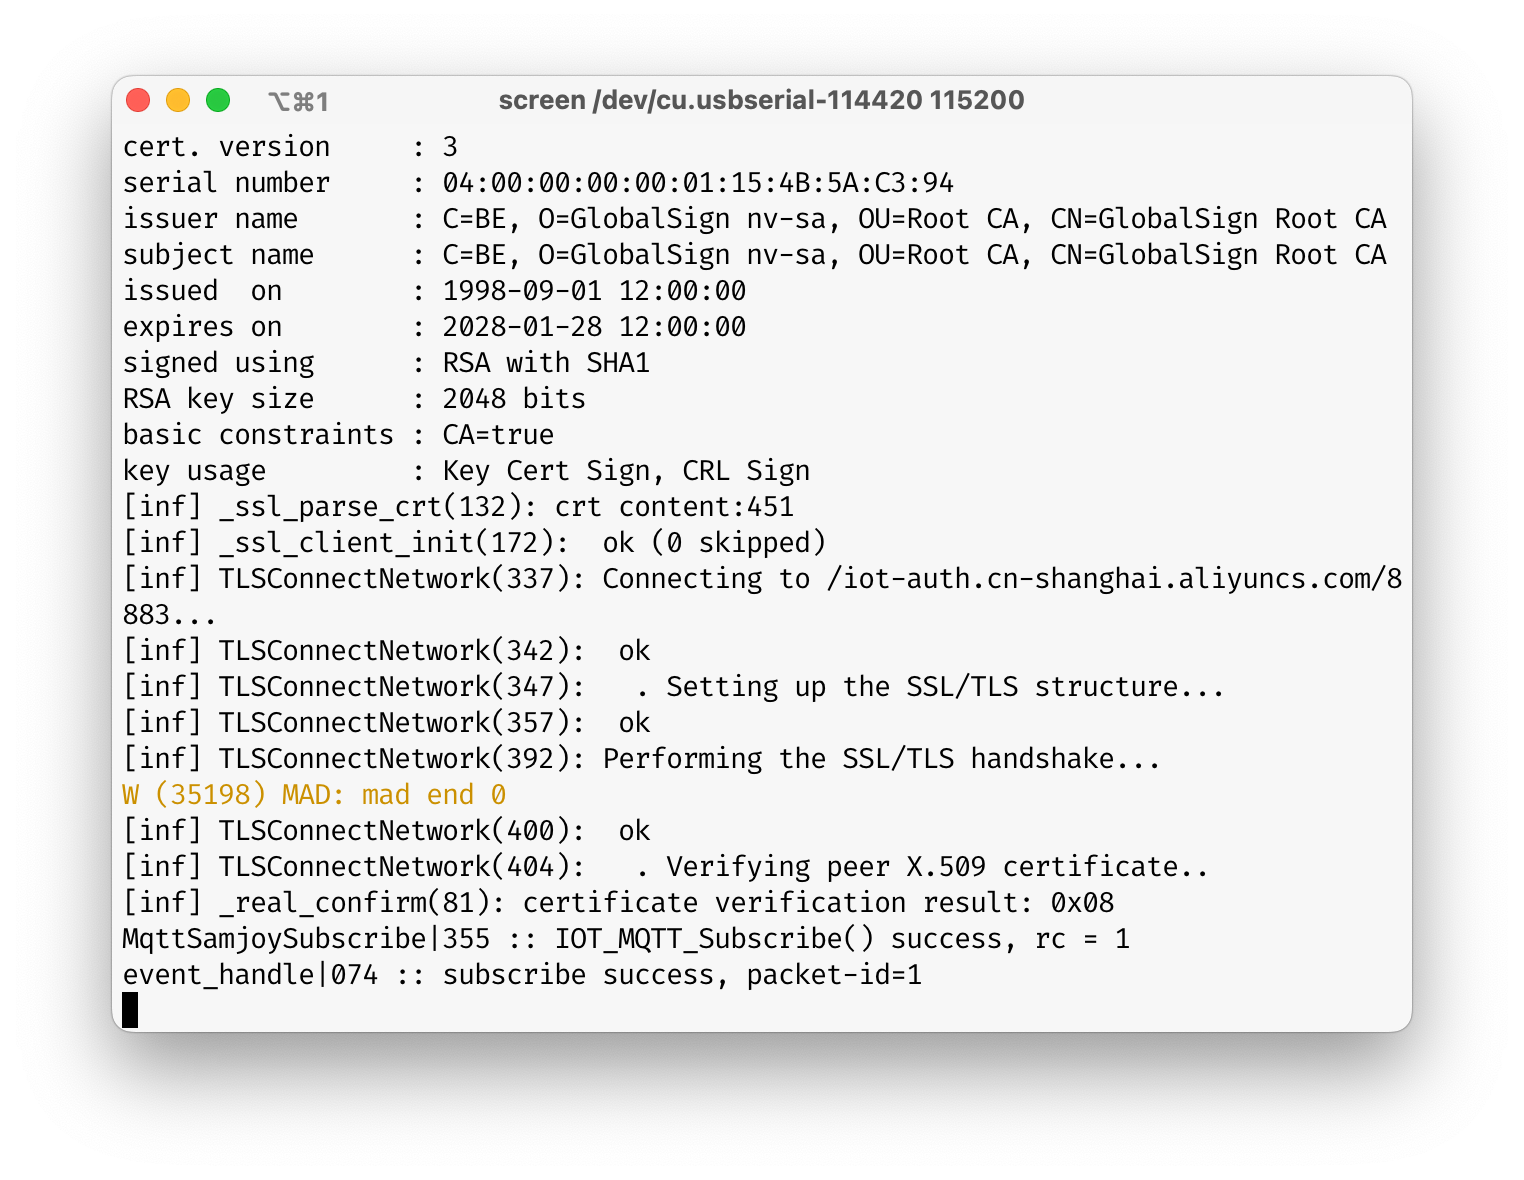 ⌥⌘1
screen /dev/cu.usbserial-114420 115200
cert. version     : 3
serial number     : 04:00:00:00:00:01:15:4B:5A:C3:94
issuer name       : C=BE, O=GlobalSign nv-sa, OU=Root CA, CN=GlobalSign Root CA
subject name      : C=BE, O=GlobalSign nv-sa, OU=Root CA, CN=GlobalSign Root CA
issued  on        : 1998-09-01 12:00:00
expires on        : 2028-01-28 12:00:00
signed using      : RSA with SHA1
RSA key size      : 2048 bits
basic constraints : CA=true
key usage         : Key Cert Sign, CRL Sign
[inf] _ssl_parse_crt(132): crt content:451
[inf] _ssl_client_init(172):  ok (0 skipped)
[inf] TLSConnectNetwork(337): Connecting to /iot-auth.cn-shanghai.aliyuncs.com/8
883...
[inf] TLSConnectNetwork(342):  ok
[inf] TLSConnectNetwork(347):   . Setting up the SSL/TLS structure...
[inf] TLSConnectNetwork(357):  ok
[inf] TLSConnectNetwork(392): Performing the SSL/TLS handshake...
W (35198) MAD: mad end 0
[inf] TLSConnectNetwork(400):  ok
[inf] TLSConnectNetwork(404):   . Verifying peer X.509 certificate..
[inf] _real_confirm(81): certificate verification result: 0x08
MqttSamjoySubscribe|355 :: IOT_MQTT_Subscribe() success, rc = 1
event_handle|074 :: subscribe success, packet-id=1